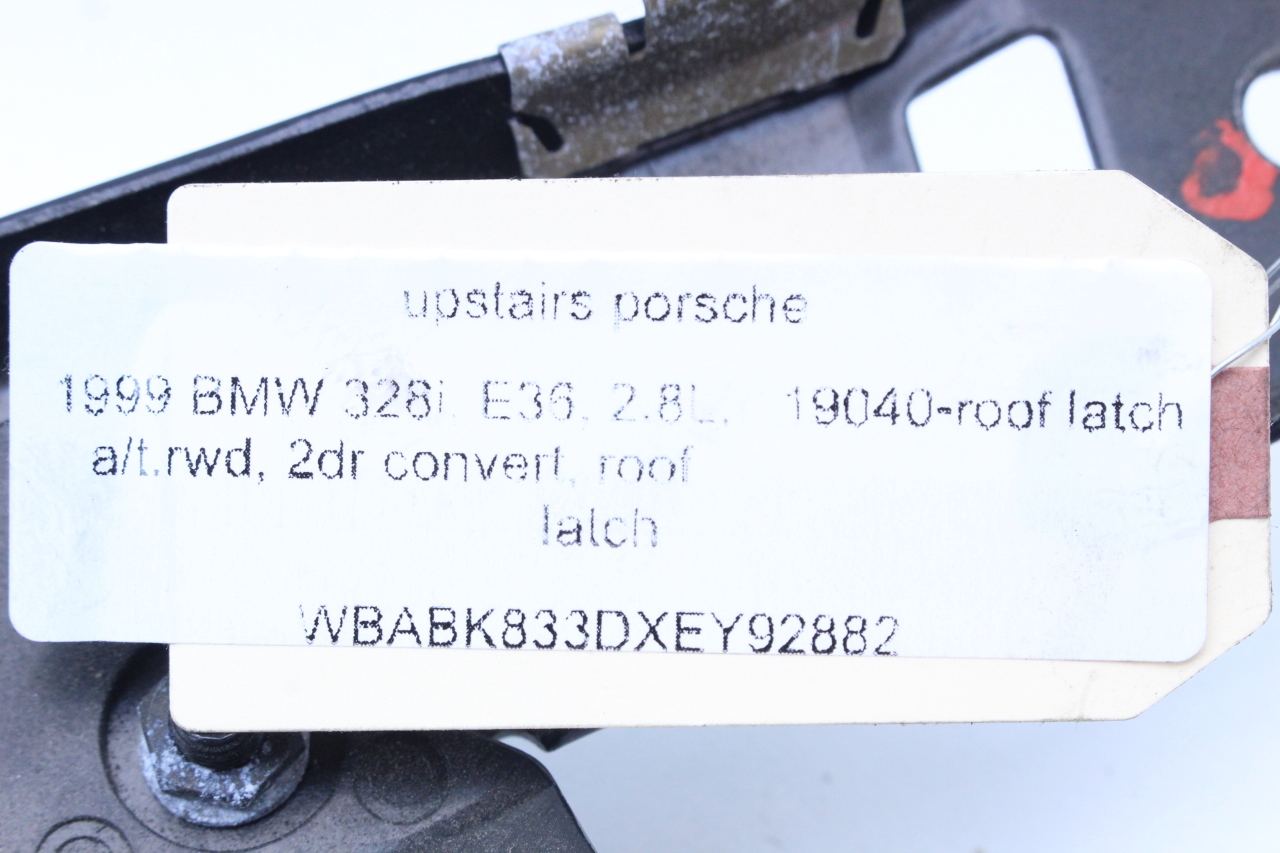 upstairs porsche
1999 BMW 328i, E36, 2.8L, 19040-roof latch
a/t.rwd, 2dr convert, roof
latch
WBABK833DXEY92882